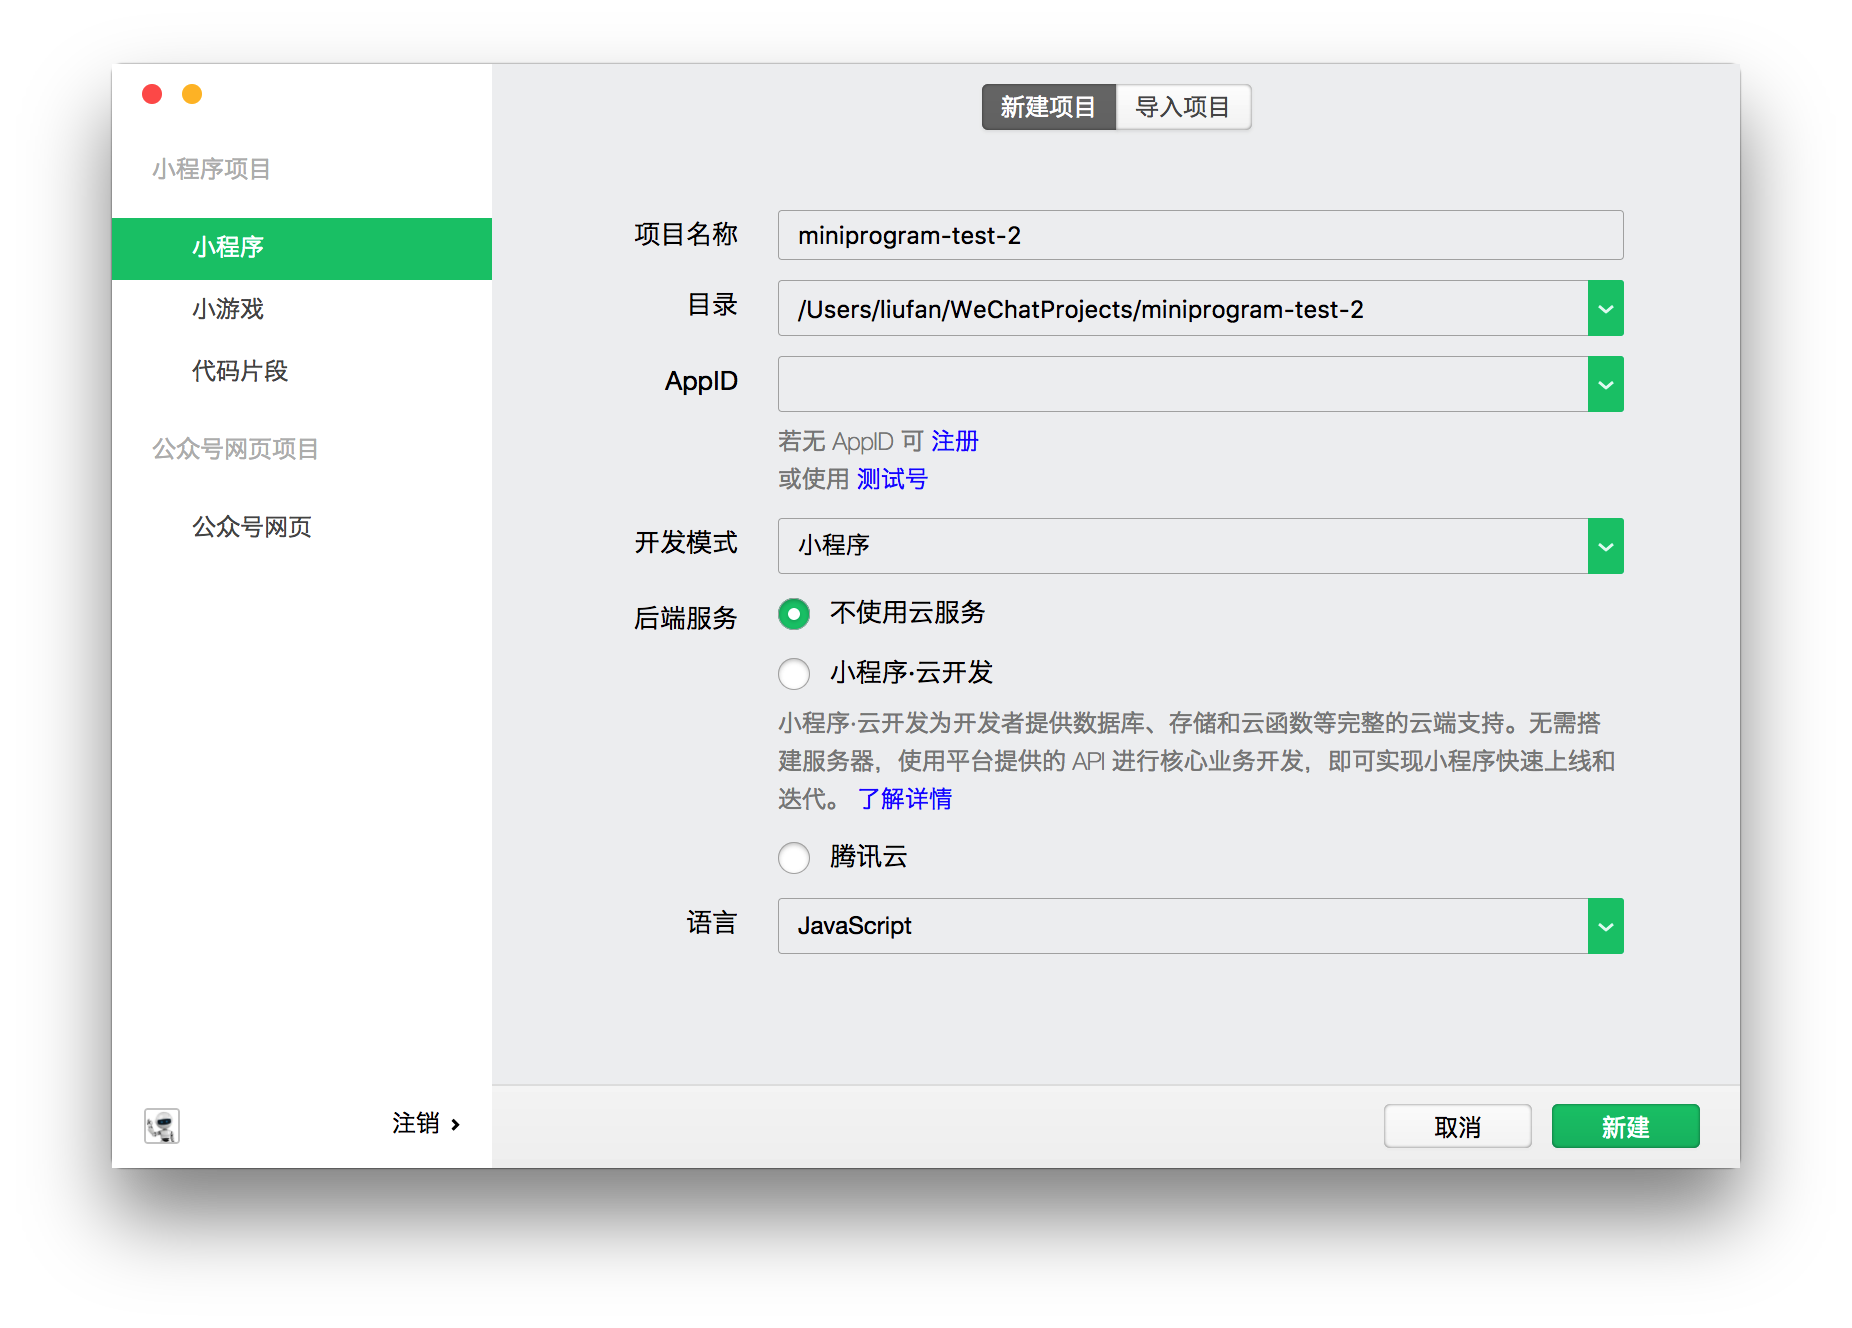 新建项目 导入项目
小程序项目
小程序
小游戏
代码片段
公众号网页项目
公众号网页
注销
项目名称 miniprogram-test-2
目录 /Users/liufan/WeChatProjects/miniprogram-test-2
AppID
若无 AppID 可 注册
或使用 测试号
开发模式 小程序
后端服务 不使用云服务
小程序·云开发
小程序·云开发为开发者提供数据库、存储和云函数等完整的云端支持。无需搭
建服务器，使用平台提供的 API 进行核心业务开发，即可实现小程序快速上线和
迭代。 了解详情
腾讯云
语言 JavaScript
取消 新建